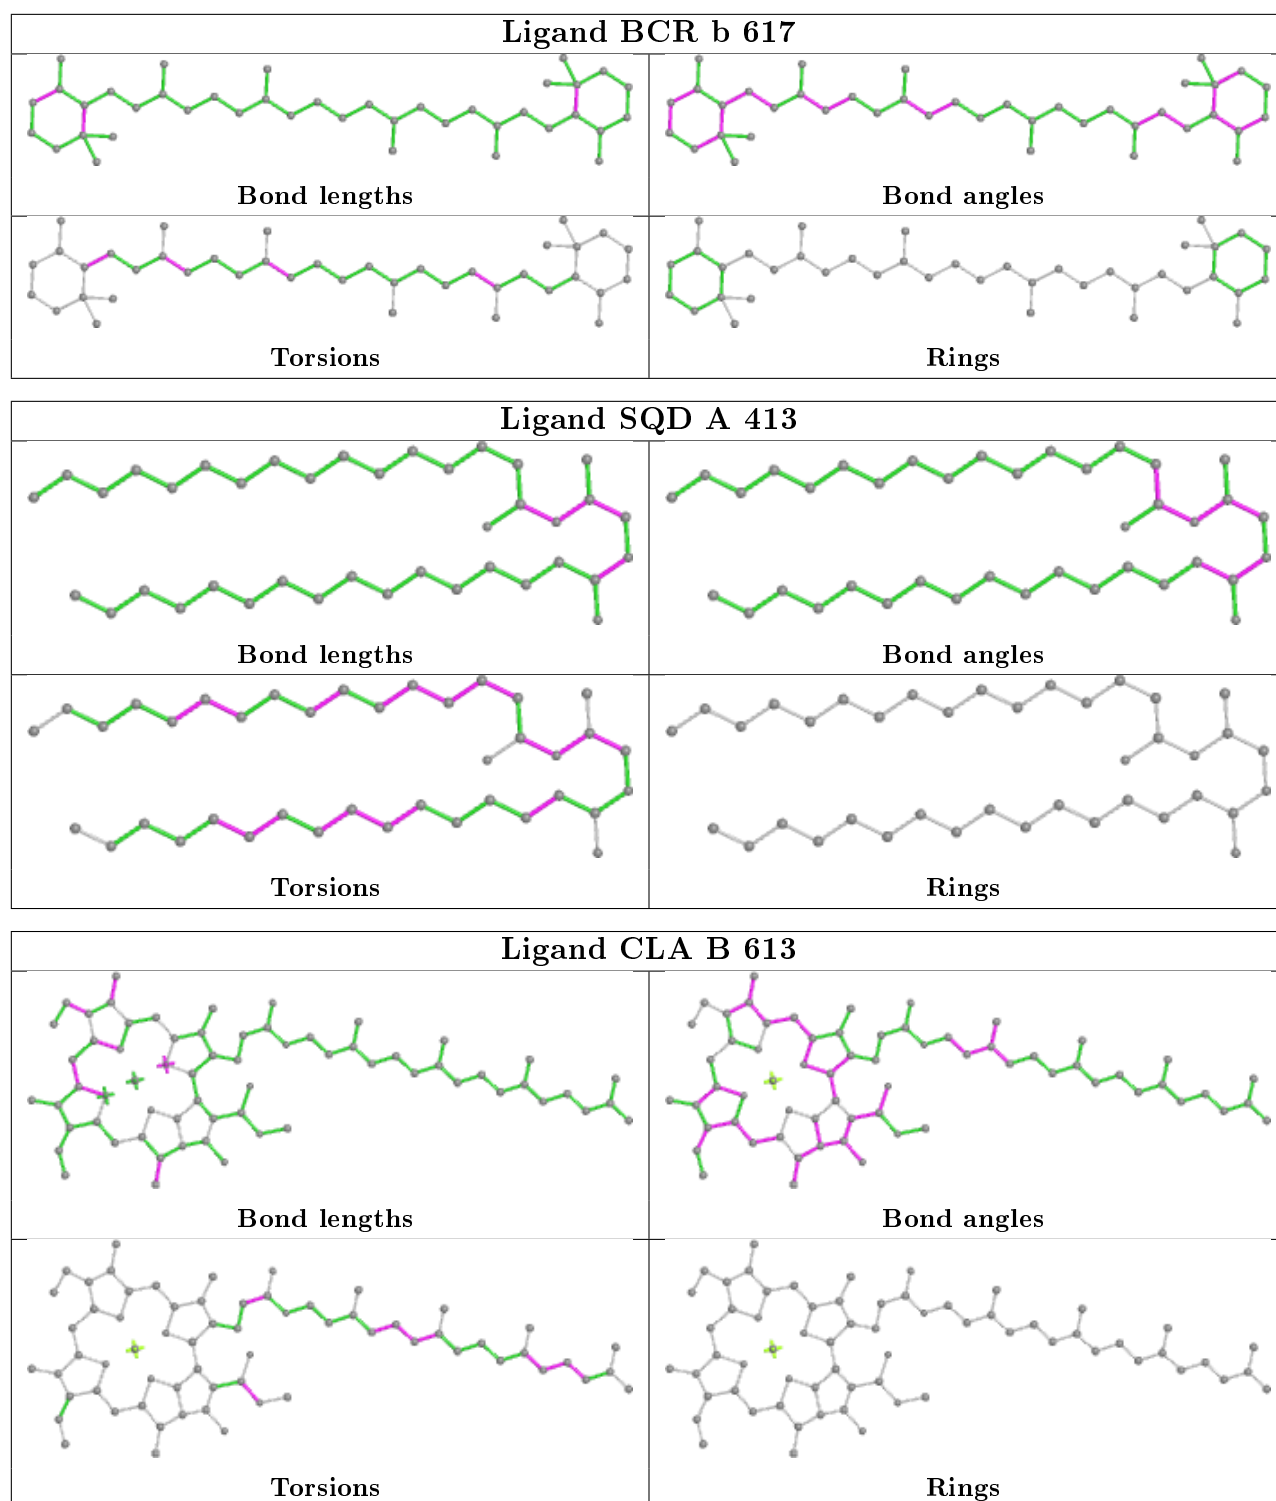 Ligand BCR b 617
Bond lengths
Bond angles
Torsions
Rings
Ligand SQD A 413
Bond lengths
Bond angles
Torsions
Rings
Ligand CLA B 613
Bond lengths
Bond angles
Torsions
Rings